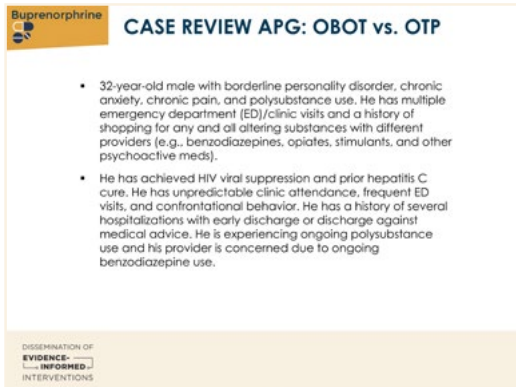 Buprenorphrine
CASE REVIEW APG: OBOT vs. OTP
• 32-year-old male with borderline personality disorder, chronic
anxiety, chronic pain, and polysubstance use. He has multiple
emergency department (ED)/clinic visits and a history of
shopping for any and all altering substances with different
providers (e.g., benzodiazepines, opiates, stimulants, and other
psychoactive meds).
• He has achieved HIV viral suppression and prior hepatitis C
cure. He has unpredictable clinic attendance, frequent ED
visits, and confrontational behavior. He has a history of several
hospitalizations with early discharge or discharge against
medical advice. He is experiencing ongoing polysubstance
use and his provider is concerned due to ongoing
benzodiazepine use.
DISSEMINATION OF
EVIDENCE-
INFORMED
INTERVENTIONS